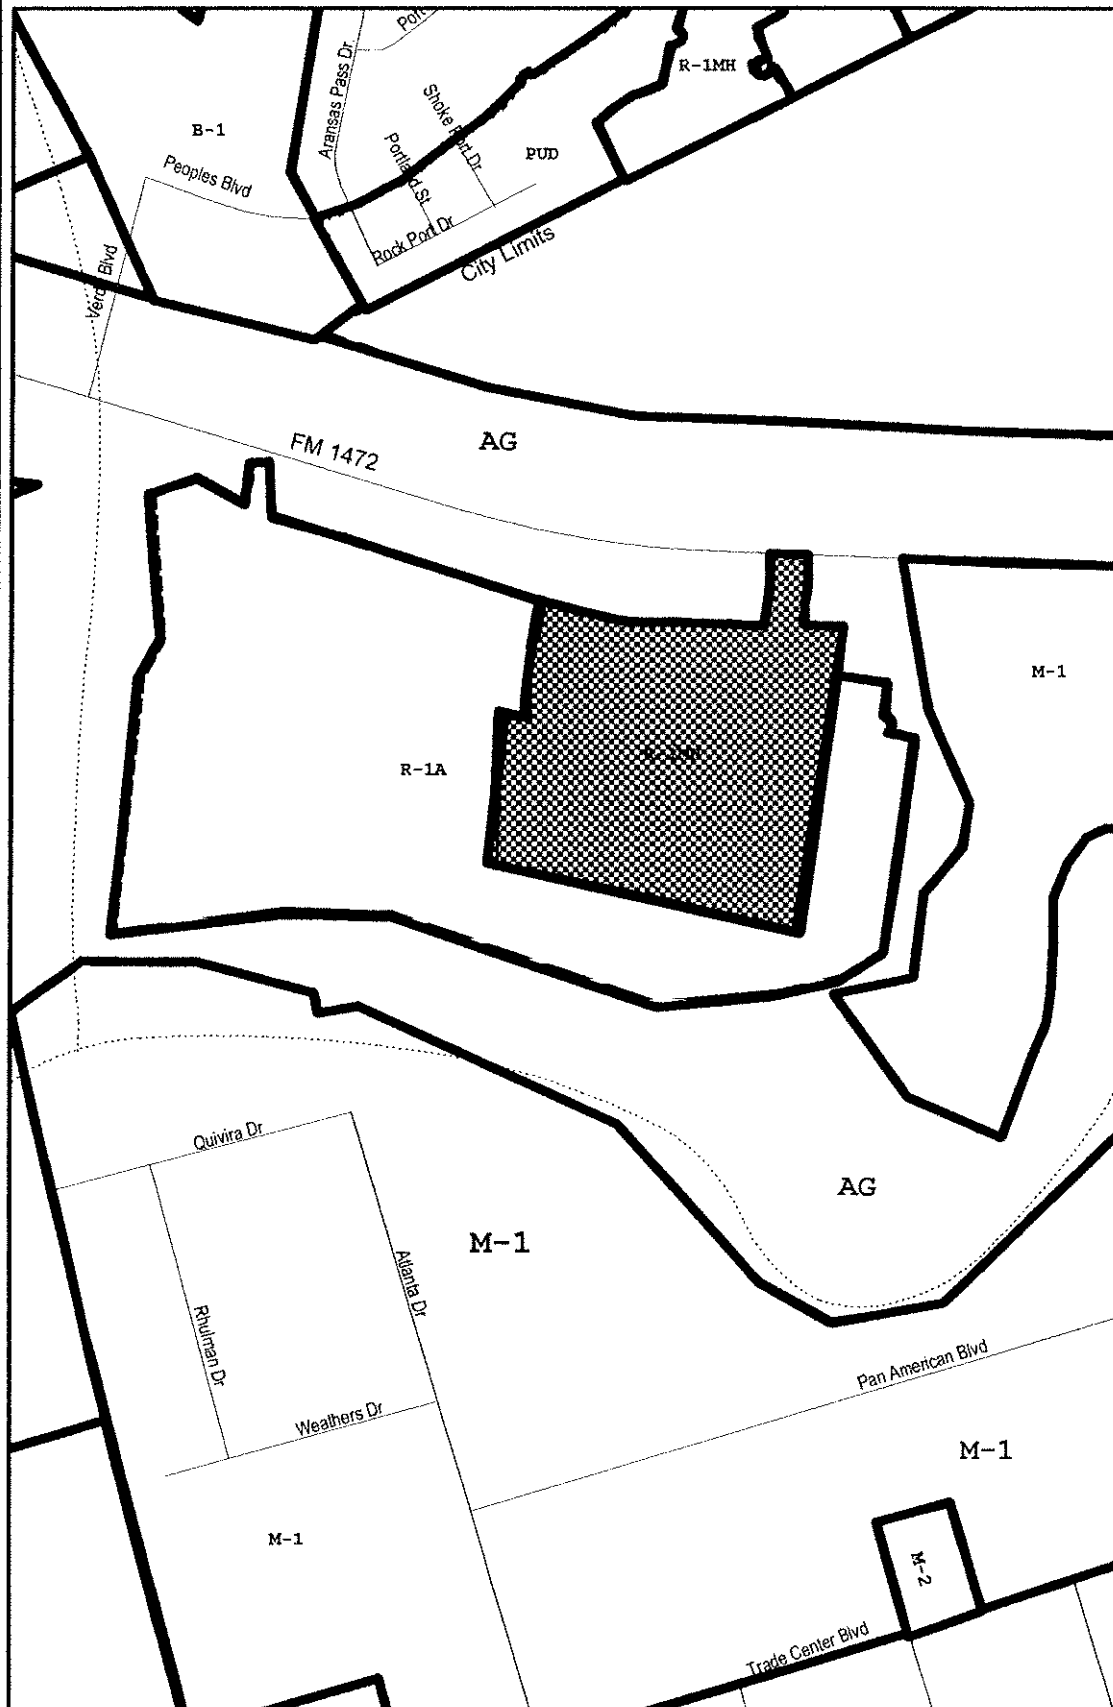 Port
Aransas Pass Dr.
R-1MH
Shoke Port Dr
B-1
PUD
Peoples Blvd
Portland St
Rock Port Dr
City Limits
Blvd
FM 1472
AG
M-1
R-1A
Quivira Dr
AG
M-1
Atlanta Dr
Rhulman Dr
Pan American Blvd
Weathers Dr
M-1
M-1
M-2
Trade Center Blvd